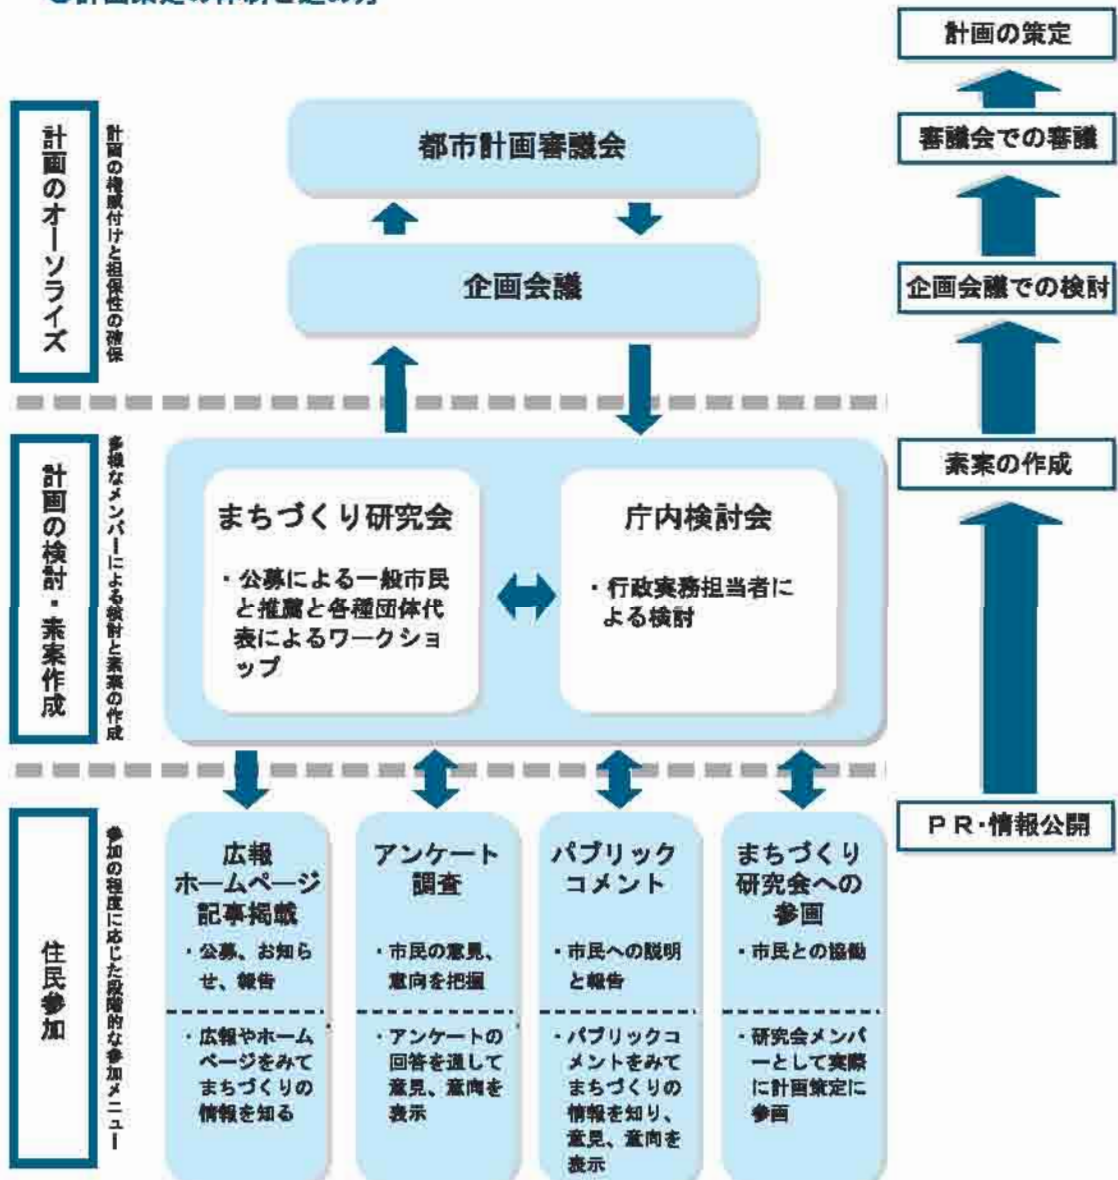 計画の策定
計画のオーソライズ
計画の権威付けと担保性の確保
都市計画審議会
審議会での審議
企画会議
企画会議での検討
計画の検討・素案作成
多様なメンバーによる検討と素案の作成
まちづくり研究会
・公募による一般市民
と推薦と各種団体代
表によるワークショ
ップ
庁内検討会
・行政実務担当者に
よる検討
素案の作成
住民参加
参加の程度に応じた段階的な参加メニュー
広報
ホームページ
記事掲載
・公募、お知ら
せ、報告
・広報やホーム
ページをみて
まちづくりの
情報を知る
アンケート
調査
・市民の意見、
意向を把握
・アンケートの
回答を通して
意見、意向を
表示
パブリック
コメント
・市民への説明
と報告
・パブリックコ
メントをみて
まちづくりの
情報を知り、
意見、意向を
表示
まちづくり
研究会への
参画
・市民との協働
・研究会メンバ
ーとして実際
に計画策定に
参画
ＰＲ・情報公開